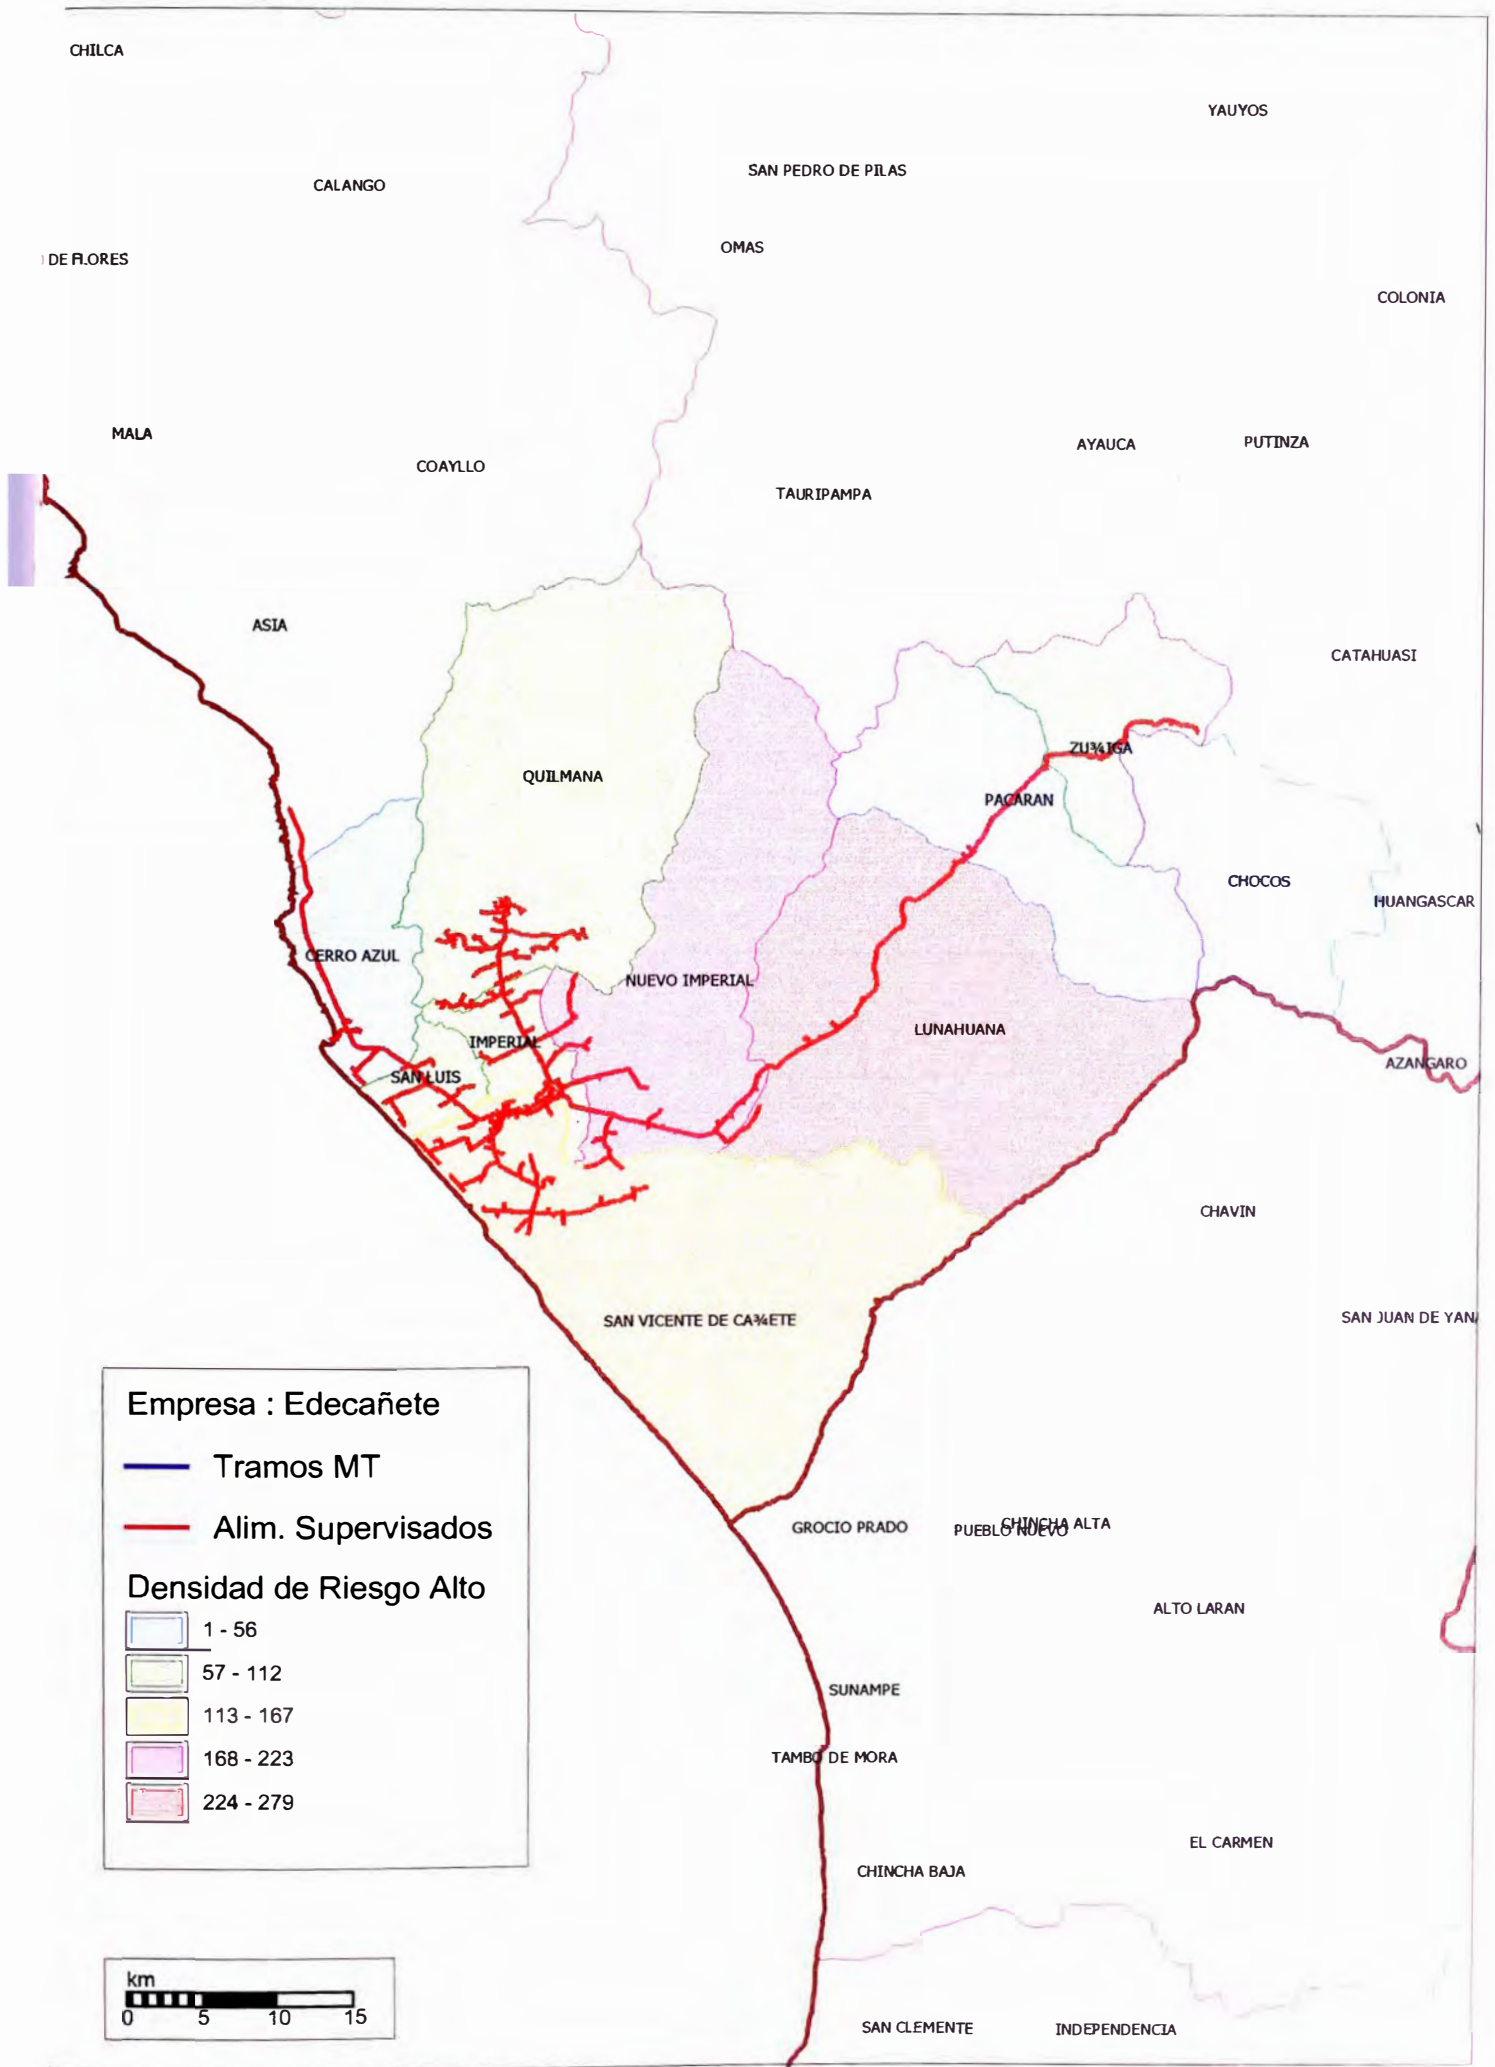 CHILCA
YAUYOS
SAN PEDRO DE PILAS
CALANGO
OMAS
DE FLORES
COLONIA
MALA
AYAUCA
PUTINZA
COAYLLO
TAURIPAMPA
ASIA
CATAHUASI
ZU¾IGA
QUILMANA
PACARAN
CHOCOS
HUANGASCAR
CERRO AZUL
NUEVO IMPERIAL
LUNAHUANA
IMPERIAL
AZANGARO
SAN LUIS
CHAVIN
SAN VICENTE DE CA¾ETE
SAN JUAN DE YAN
Empresa : Edecañete
Tramos MT
Alim. Supervisados
Densidad de Riesgo Alto
1 - 56
57 - 112
113 - 167
168 - 223
224 - 279
GROCIO PRADO
PUEBLO NUEVO
CHINCHA ALTA
ALTO LARAN
SUNAMPE
TAMBO DE MORA
EL CARMEN
CHINCHA BAJA
km
0 5 10 15
SAN CLEMENTE
INDEPENDENCIA